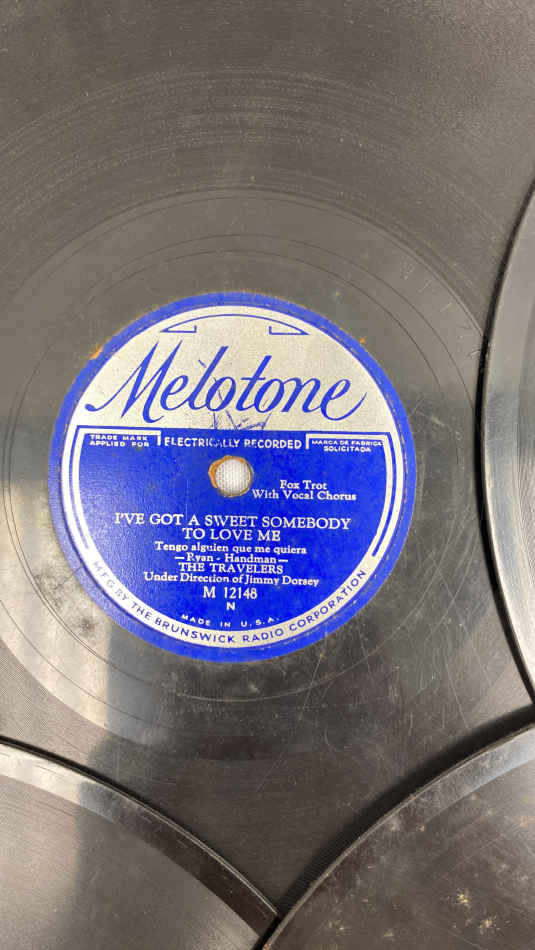 Melotone
TRADE MARK
APPLIED FOR
ELECTRICALLY RECORDED
MARCA DE FABRICA
SOLICITADA
Fox Trot
With Vocal Chorus
I'VE GOT A SWEET SOMEBODY
TO LOVE ME
Tengo alguien que me quiera
—Ryan - Handman—
THE TRAVELERS
Under Direction of Jimmy Dorsey
M 12148
N
MADE IN U.S.A.
MFG. BY THE BRUNSWICK RADIO CORPORATION